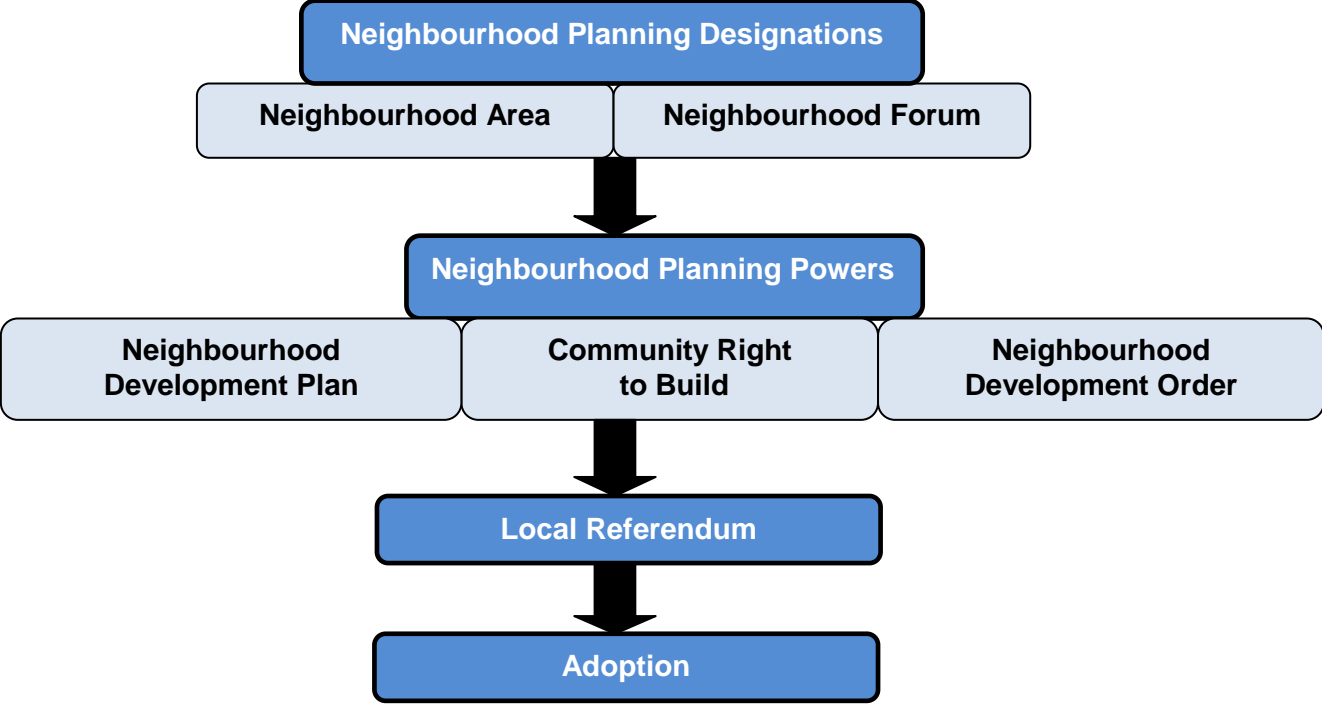 Neighbourhood Planning Designations
Neighbourhood Area
Neighbourhood Forum
Neighbourhood Planning Powers
Neighbourhood
Development Plan
Community Right
to Build
Neighbourhood
Development Order
Local Referendum
Adoption